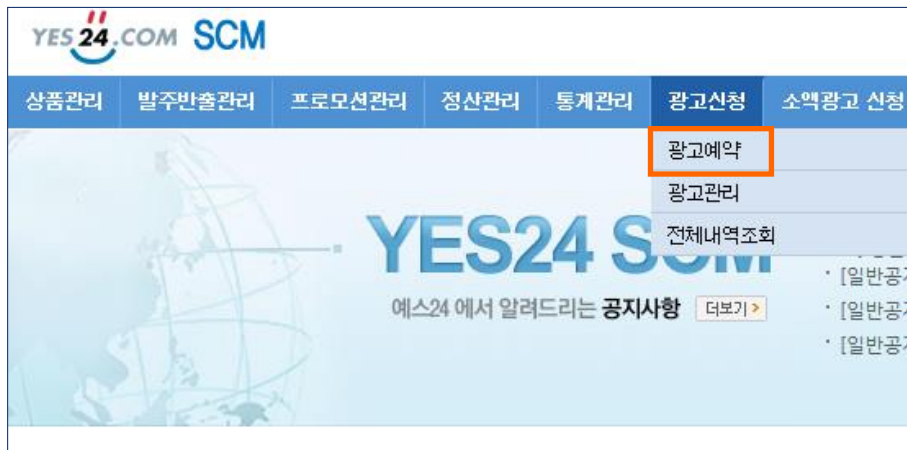 YES24.COM SCM
상품관리 발주반출관리 프로모션관리 정산관리 통계관리 광고신청 소액광고 신청
광고예약
광고관리
전체내역조회
YES24 SCM
예스24 에서 알려드리는 공지사항 더보기 >
· [일반공
· [일반공
· [일반공